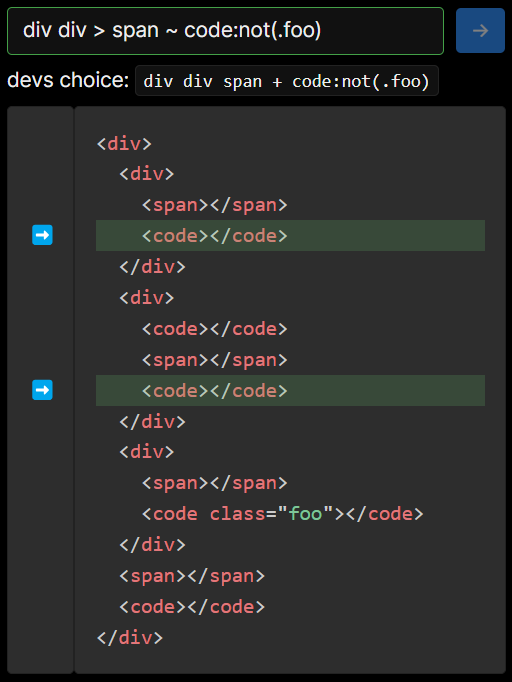 div div > span ~ code:not(.foo)
devs choice: div div span + code:not(.foo)
<div>
<div>
<span></span>
<code></code>
</div>
<div>
<code></code>
<span></span>
<code></code>
</div>
<div>
<span></span>
<code class="foo"></code>
</div>
<span></span>
<code></code>
</div>